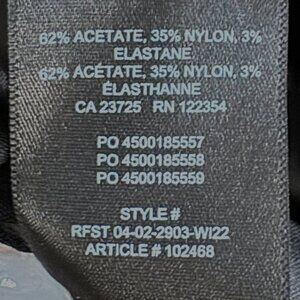 62% ACETATE, 35% NYLON, 3%
ELASTANE
62% ACÉTATE, 35% NYLON, 3%
ÉLASTHANNE
CA 23725 RN 122354
PO 4500185557
PO 4500185558
PO 4500185559
STYLE #
RFST 04-02-2903-WI22
ARTICLE # 102468